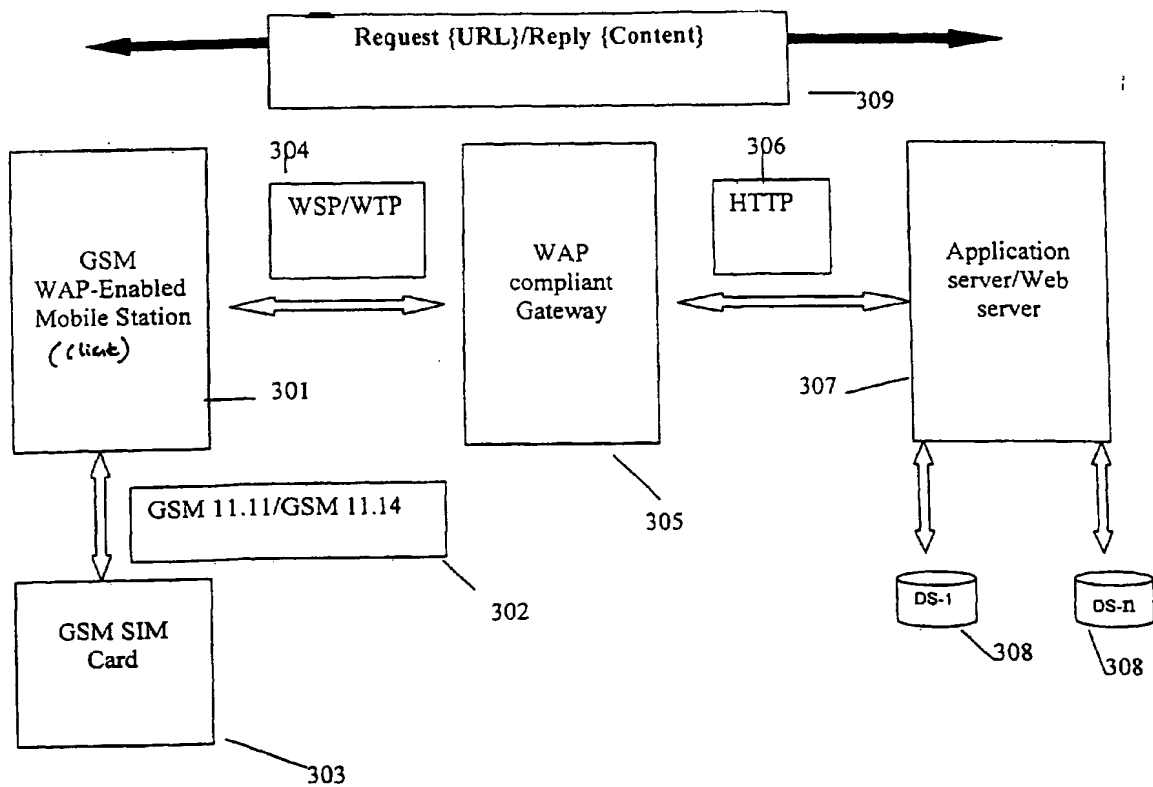 Request {URL}/Reply {Content}
309
304
306
WSP/WTP
HTTP
GSM
WAP-Enabled
Mobile Station
(Client)
WAP
compliant
Gateway
Application
server/Web
server
301
307
GSM 11.11/GSM 11.14
305
302
DS-1
DS-n
GSM SIM
Card
308
308
303